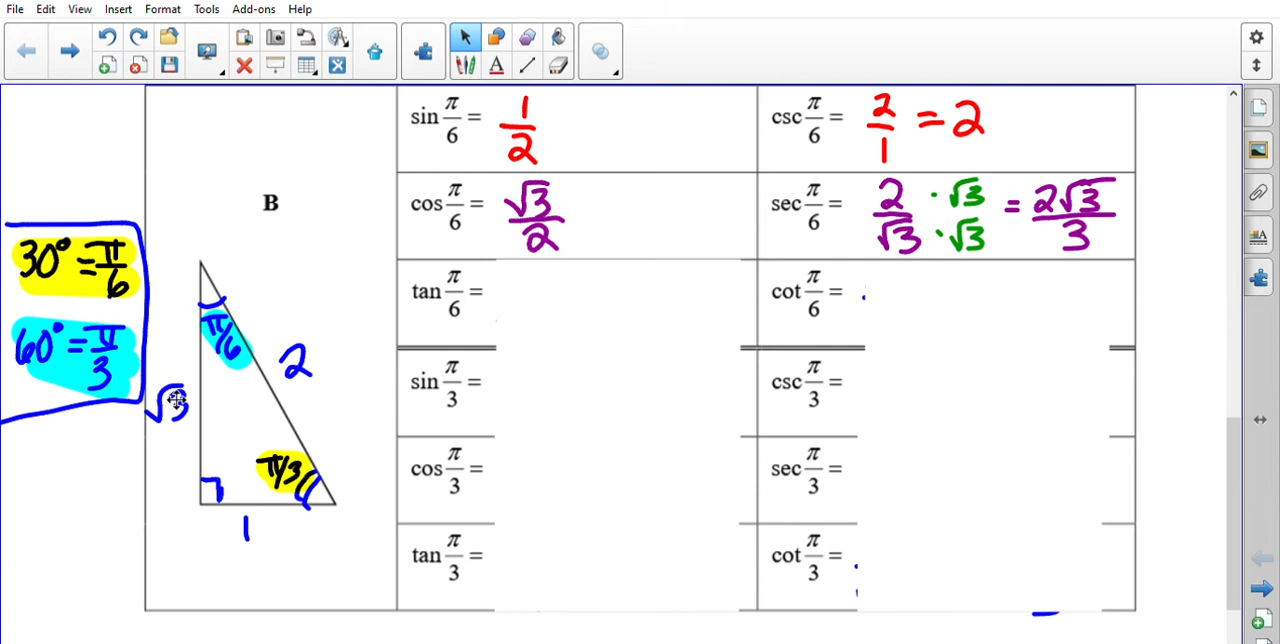 File Edit View Insert Format Tools Add-ons Help
sin π/6 = 1/2
csc π/6 = 2/1 = 2
B
cos π/6 = √3/2
sec π/6 = 2/√3 · √3/√3 = 2√3/3
30° = π/6
60° = π/3
tan π/6 =
cot π/6 =
π/6
2
√3
sin π/3 =
csc π/3 =
π/3
1
cos π/3 =
sec π/3 =
tan π/3 =
cot π/3 =